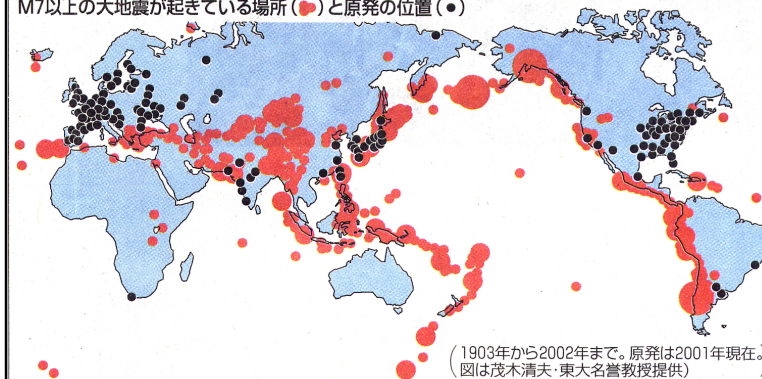 M7以上の大地震が起きている場所(●)と原発の位置(●)
(1903年から2002年まで。原発は2001年現在。
図は茂木清夫・東大名誉教授提供)